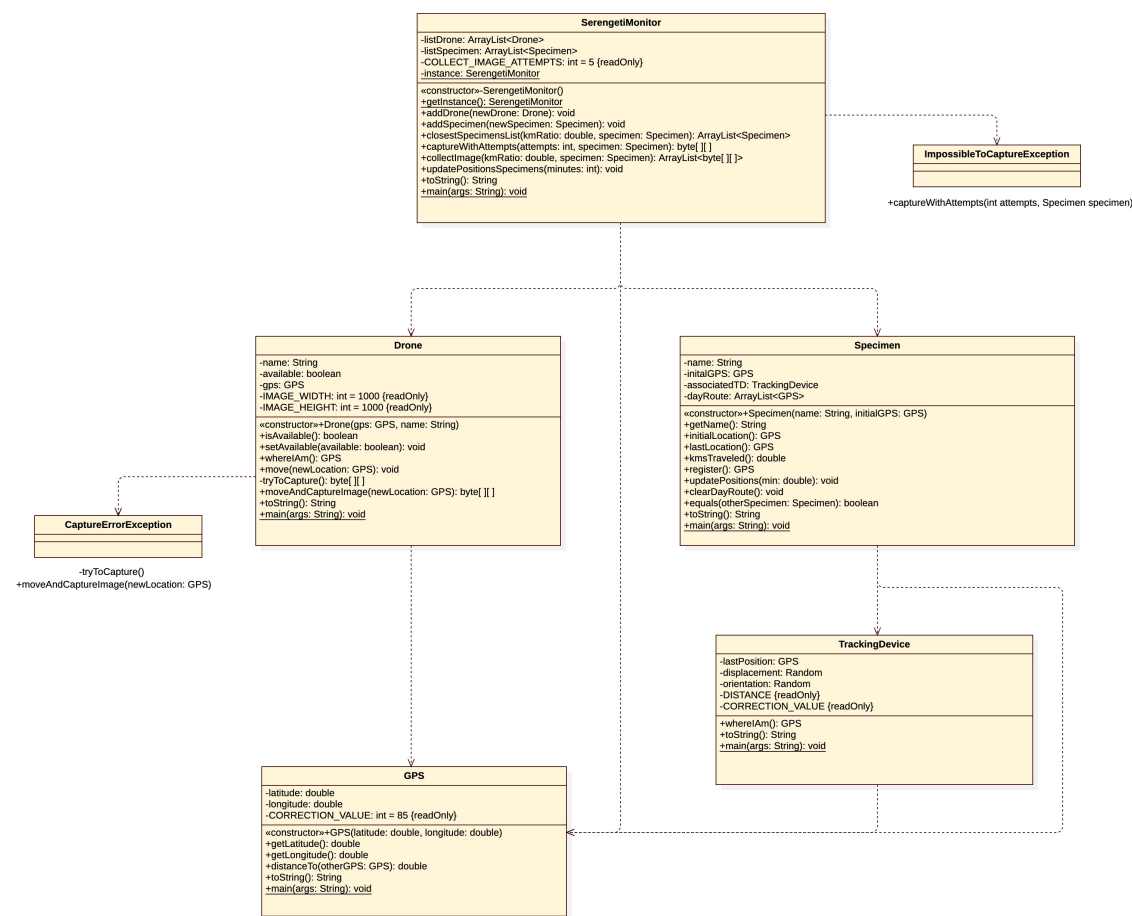 SerengetiMonitor
-listDrone: ArrayList<Drone>
-listSpecimen: ArrayList<Specimen>
-COLLECT_IMAGE_ATTEMPTS: int = 5 {readOnly}
-instance: SerengetiMonitor
«constructor»-SerengetiMonitor()
+getInstance(): SerengetiMonitor
+addDrone(newDrone: Drone): void
+addSpecimen(newSpecimen: Specimen): void
+closestSpecimensList(kmRatio: double, specimen: Specimen): ArrayList<Specimen>
+captureWithAttempts(attempts: int, specimen: Specimen): byte[ ][ ]
+collectImage(kmRatio: double, specimen: Specimen): ArrayList<byte[ ][ ]>
+updatePositionsSpecimens(minutes: int): void
+toString(): String
+main(args: String): void
ImpossibleToCaptureException
+captureWithAttempts(int attempts, Specimen specimen)
Drone
-name: String
-available: boolean
-gps: GPS
-IMAGE_WIDTH: int = 1000 {readOnly}
-IMAGE_HEIGHT: int = 1000 {readOnly}
«constructor»+Drone(gps: GPS, name: String)
+isAvailable(): boolean
+setAvailable(available: boolean): void
+whereIAm(): GPS
+move(newLocation: GPS): void
-tryToCapture(): byte[ ][ ]
+moveAndCaptureImage(newLocation: GPS): byte[ ][ ]
+toString(): String
+main(args: String): void
Specimen
-name: String
-initalGPS: GPS
-associatedTD: TrackingDevice
-dayRoute: ArrayList<GPS>
«constructor»+Specimen(name: String, initialGPS: GPS)
+getName(): String
+initialLocation(): GPS
+lastLocation(): GPS
+kmsTraveled(): double
+register(): GPS
+updatePositions(min: double): void
+clearDayRoute(): void
+equals(otherSpecimen: Specimen): boolean
+toString(): String
+main(args: String): void
CaptureErrorException
-tryToCapture()
+moveAndCaptureImage(newLocation: GPS)
TrackingDevice
-lastPosition: GPS
-displacement: Random
-orientation: Random
-DISTANCE {readOnly}
-CORRECTION_VALUE {readOnly}
+whereIAm(): GPS
+toString(): String
+main(args: String): void
GPS
-latitude: double
-longitude: double
-CORRECTION_VALUE: int = 85 {readOnly}
«constructor»+GPS(latitude: double, longitude: double)
+getLatitude(): double
+getLongitude(): double
+distanceTo(otherGPS: GPS): double
+toString(): String
+main(args: String): void